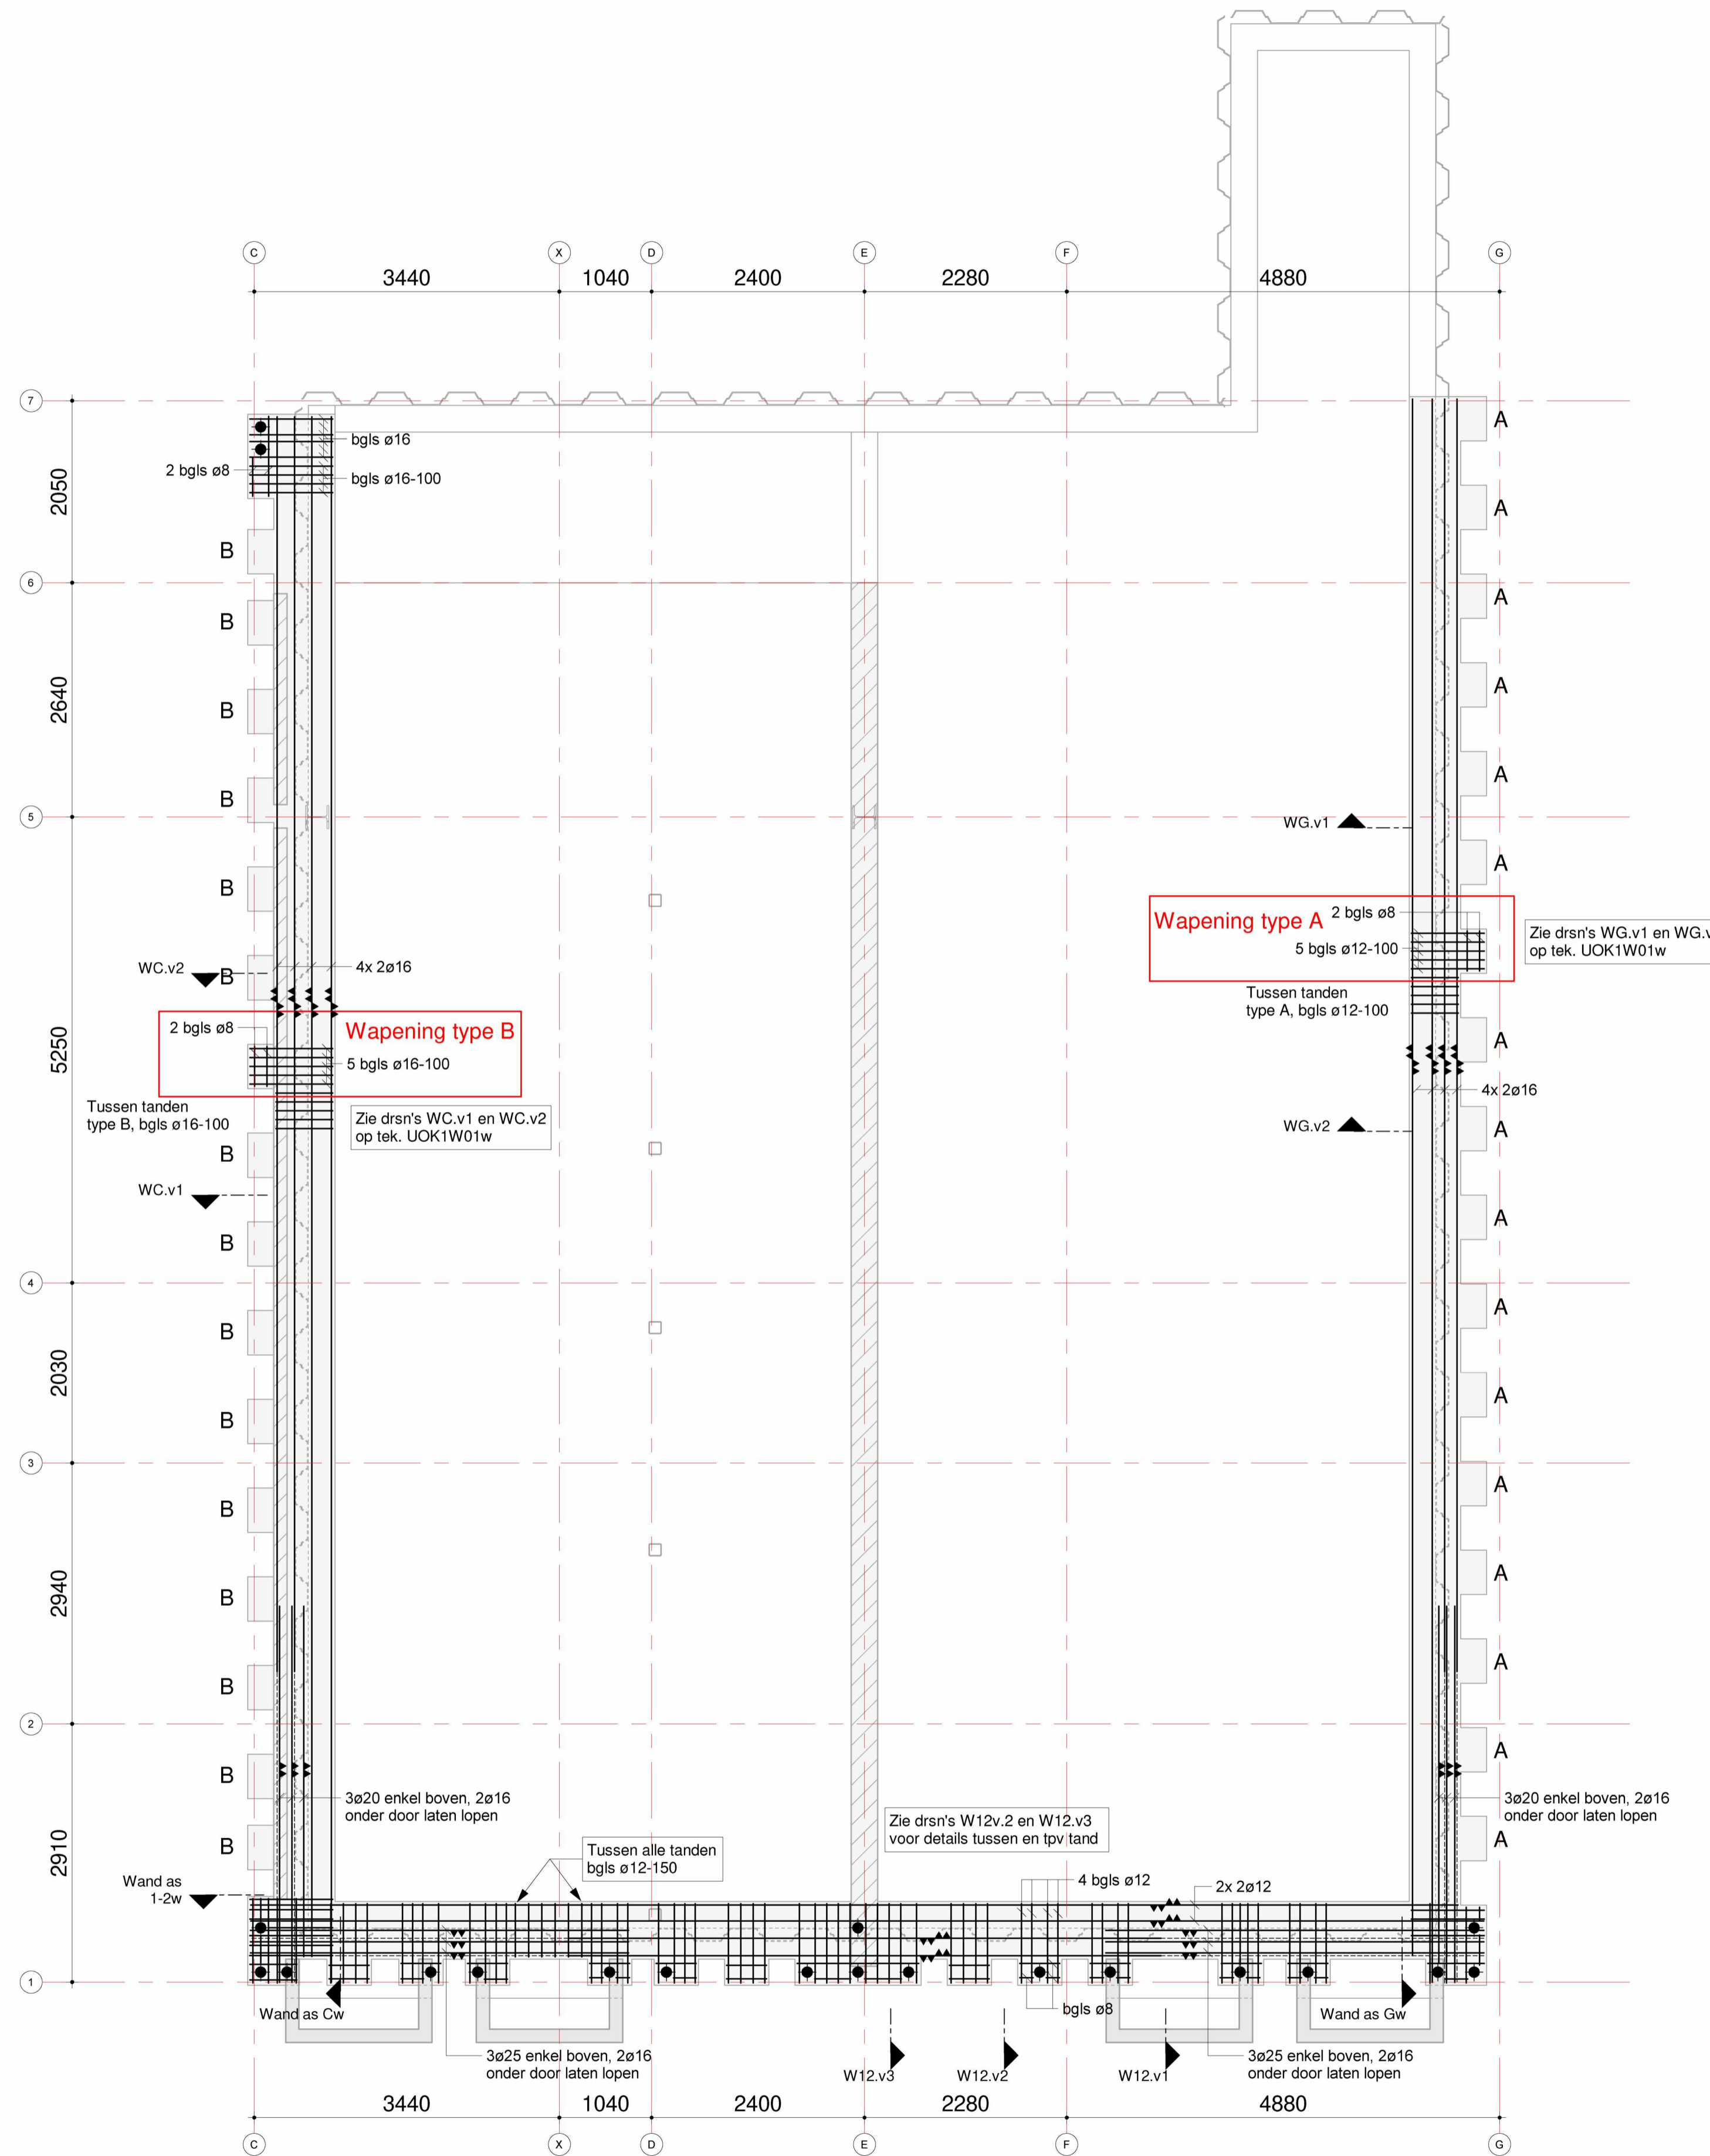 C X D E F G
3440 1040 2400 2280 4880
7
A
bgls ø16
2 bgls ø8
bgls ø16-100
2050
A
B
6
A
B
2640
A
B
A
B
5
WG.v1
A
B
Wapening type A
2 bgls ø8
5 bgls ø12-100
Zie drsn's WG.v1 en WG.v
op tek. UOK1W01w
WC.v2
B
4x 2ø16
Tussen tanden
type A, bgls ø12-100
2 bgls ø8
Wapening type B
5 bgls ø16-100
5250
A
4x 2ø16
Tussen tanden
type B, bgls ø16-100
Zie drsn's WC.v1 en WC.v2
op tek. UOK1W01w
WG.v2
A
B
WC.v1
A
B
4
A
B
2030
A
B
3
A
B
2940
A
B
A
B
2
A
B
3ø20 enkel boven, 2ø16
onder door laten lopen
3ø20 enkel boven, 2ø16
onder door laten lopen
Zie drsn's W12v.2 en W12.v3
voor details tussen en tpv tand
2910
A
B
Tussen alle tanden
bgls ø12-150
Wand as
1-2w
4 bgls ø12
2x 2ø12
1
Wand as Cw
bgls ø8
Wand as Gw
3ø25 enkel boven, 2ø16
onder door laten lopen
W12.v3
W12.v2
W12.v1
3ø25 enkel boven, 2ø16
onder door laten lopen
3440 1040 2400 2280 4880
C X D E F G